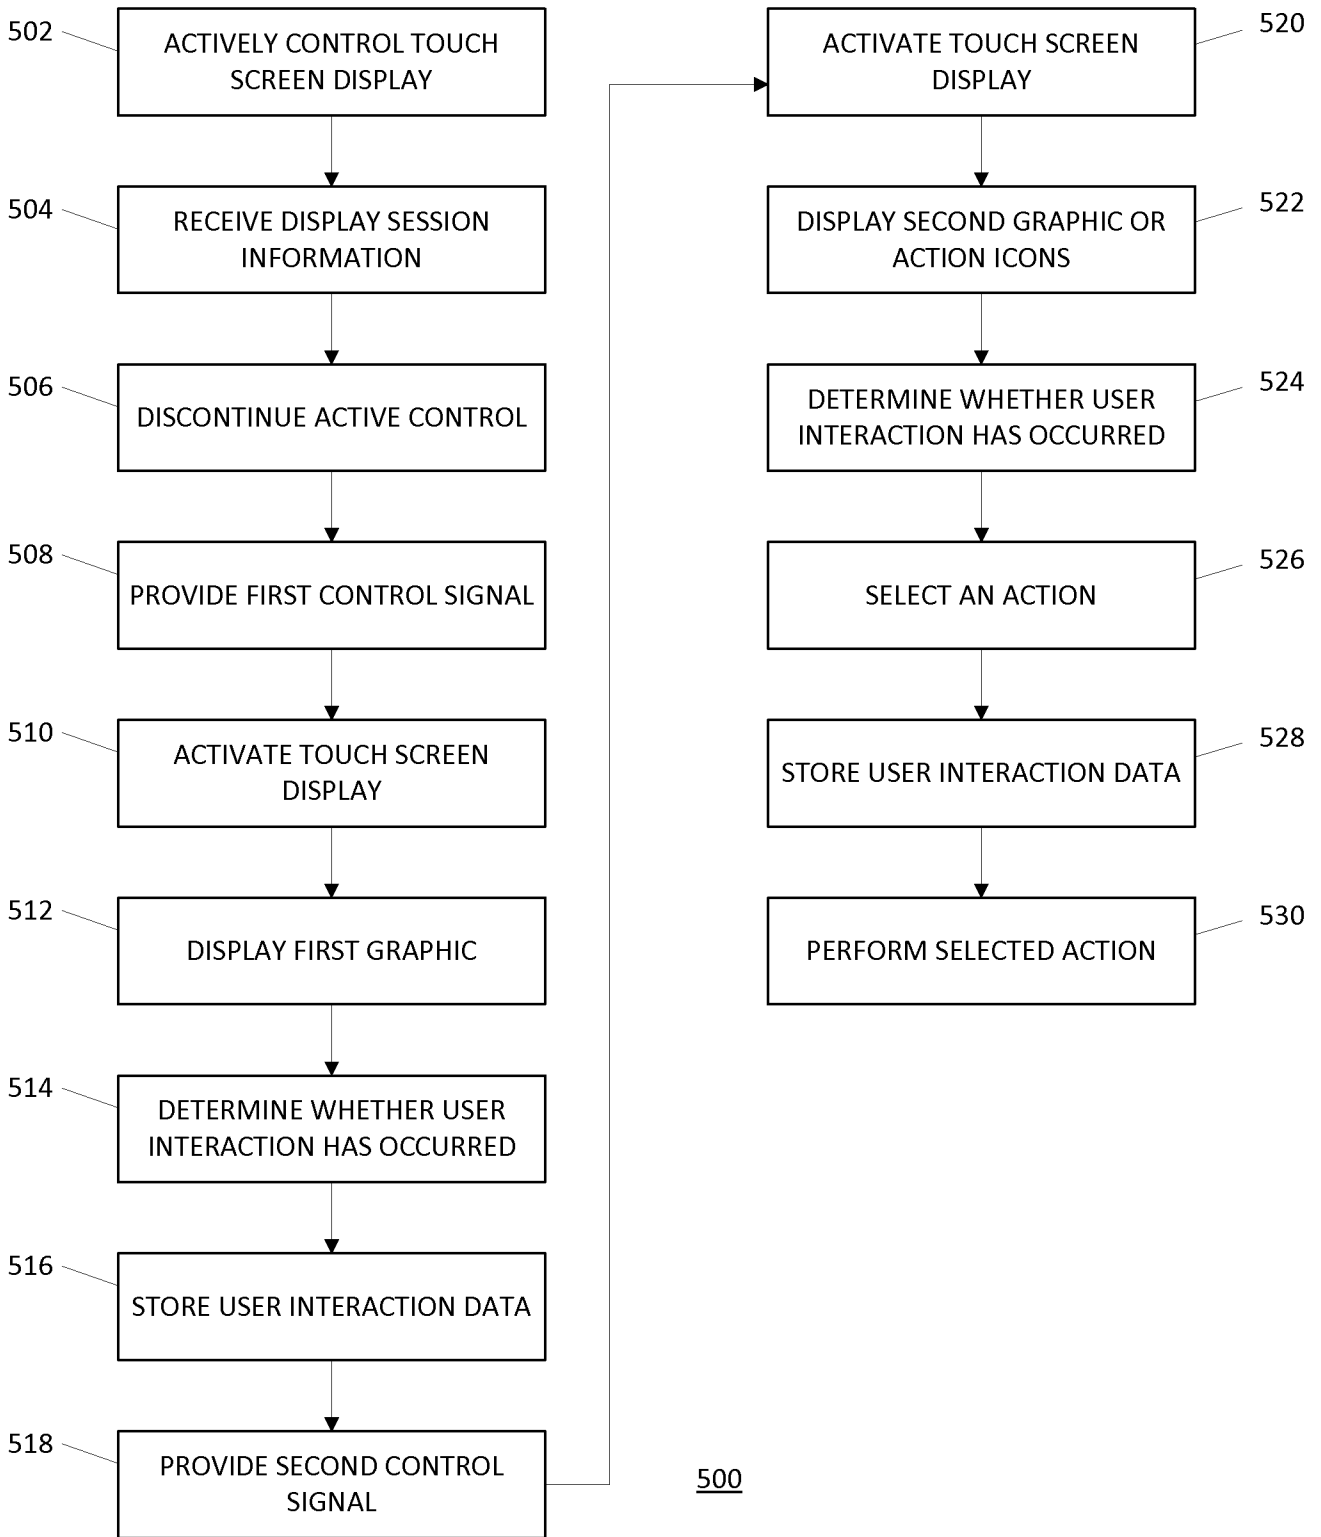 502
ACTIVELY CONTROL TOUCH
SCREEN DISPLAY
504
RECEIVE DISPLAY SESSION
INFORMATION
506
DISCONTINUE ACTIVE CONTROL
508
PROVIDE FIRST CONTROL SIGNAL
510
ACTIVATE TOUCH SCREEN
DISPLAY
512
DISPLAY FIRST GRAPHIC
514
DETERMINE WHETHER USER
INTERACTION HAS OCCURRED
516
STORE USER INTERACTION DATA
518
PROVIDE SECOND CONTROL
SIGNAL
520
ACTIVATE TOUCH SCREEN
DISPLAY
522
DISPLAY SECOND GRAPHIC OR
ACTION ICONS
524
DETERMINE WHETHER USER
INTERACTION HAS OCCURRED
526
SELECT AN ACTION
528
STORE USER INTERACTION DATA
530
PERFORM SELECTED ACTION
500